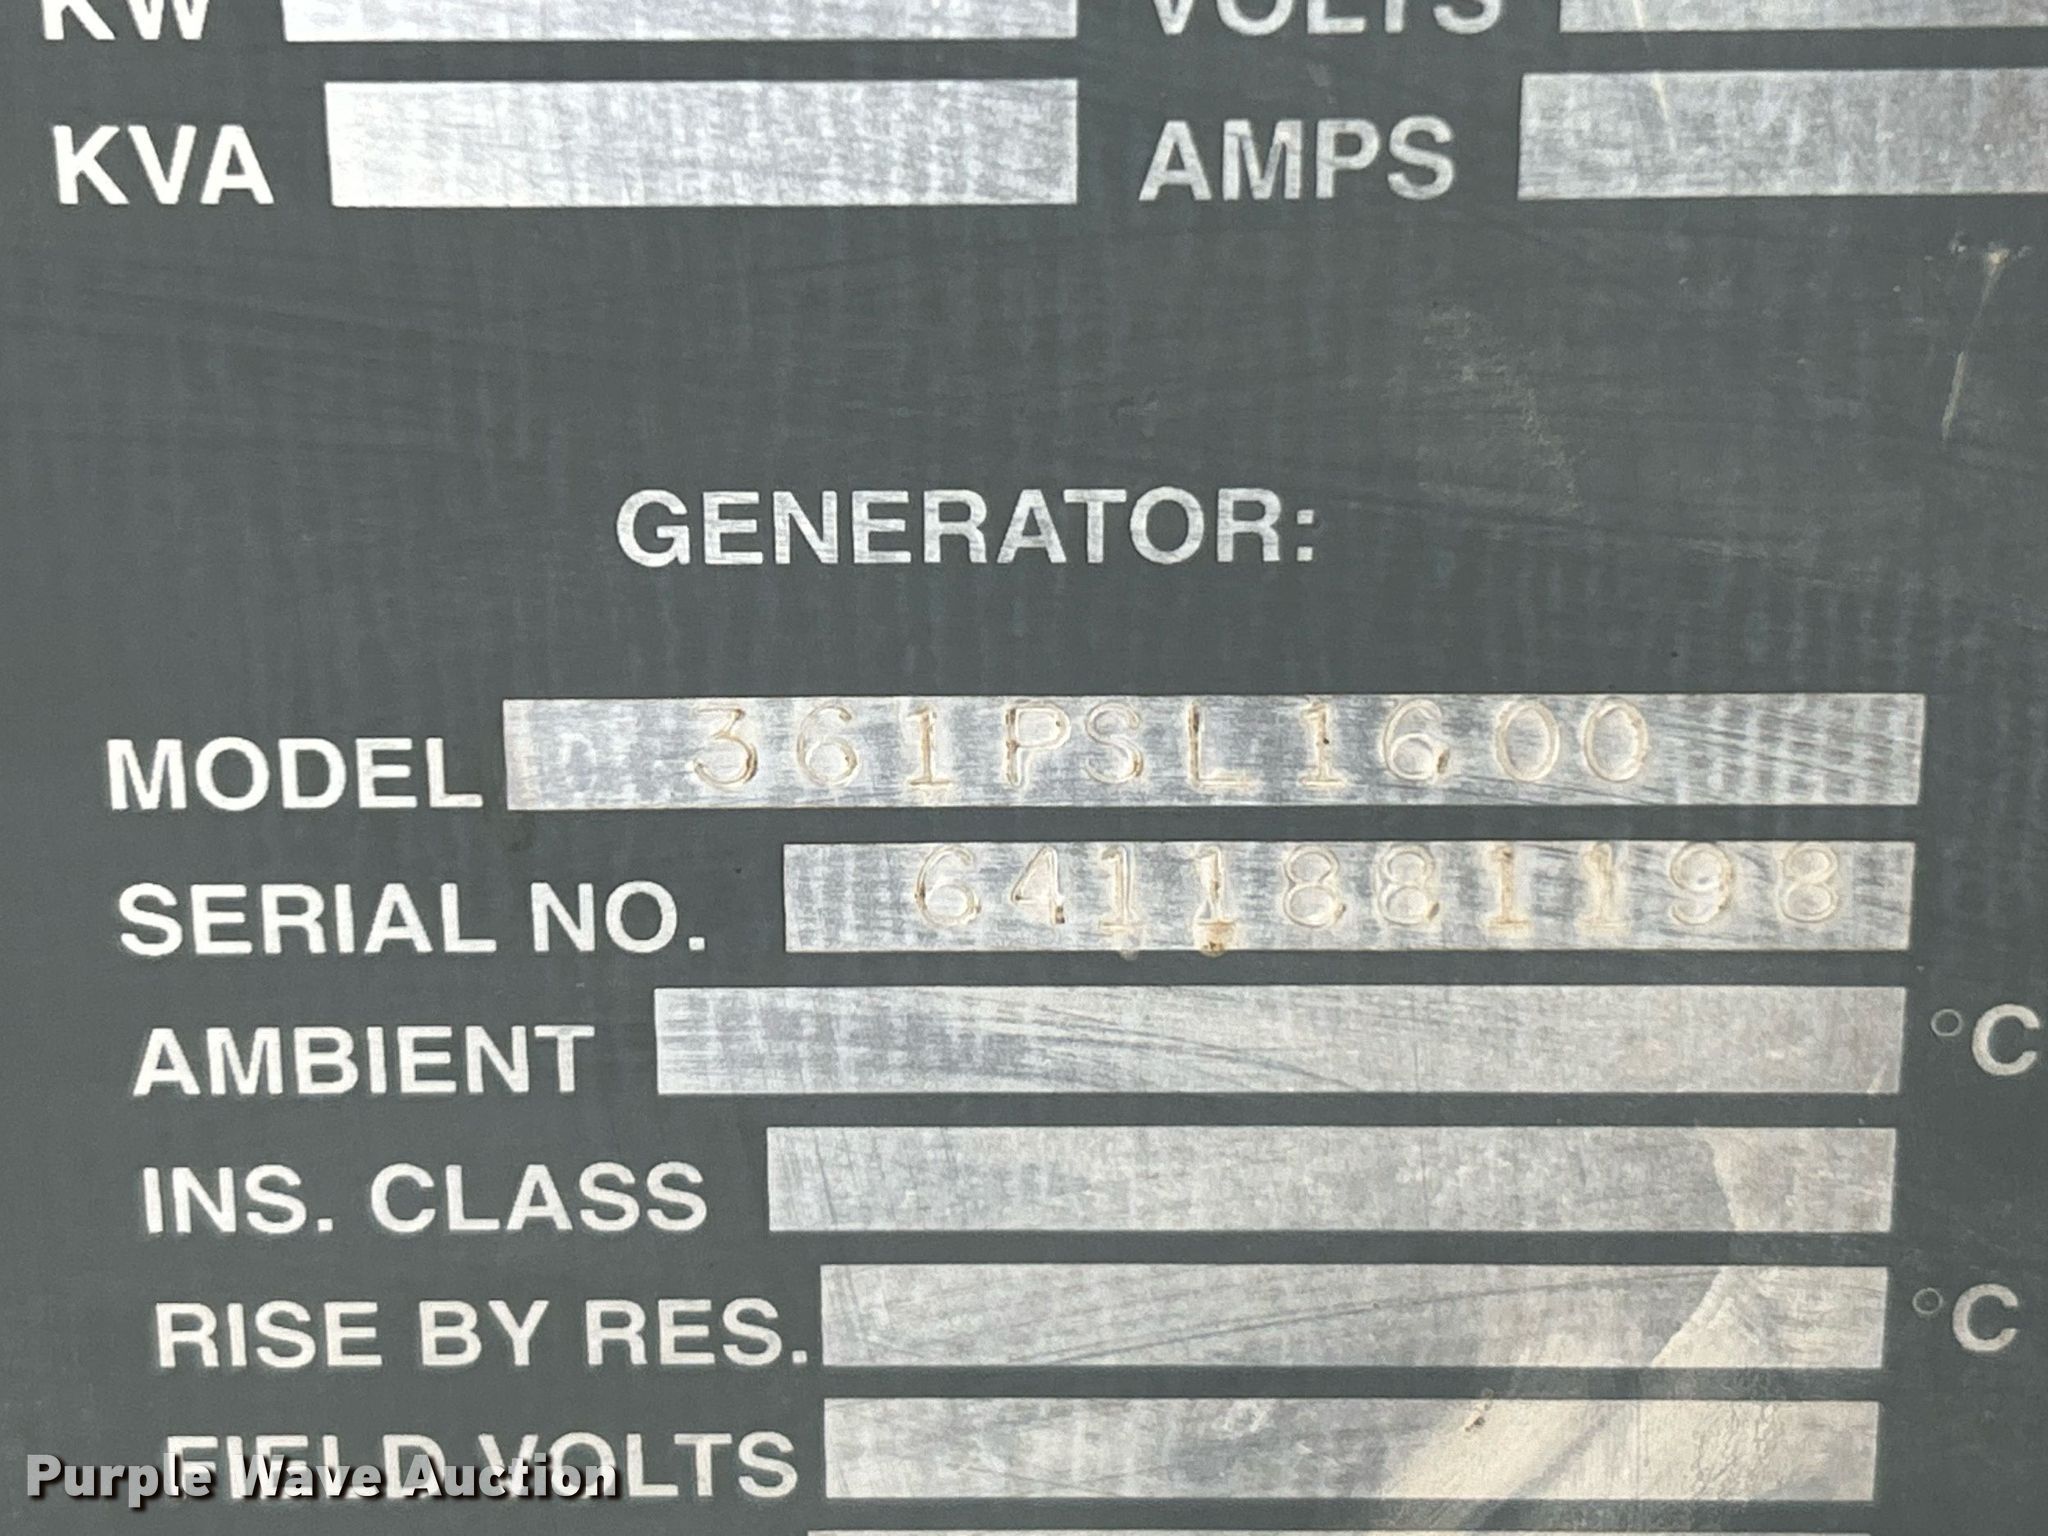 KW VOLTS
KVA AMPS
GENERATOR:
MODEL 361PSL1600
SERIAL NO. 6411881198
AMBIENT °C
INS. CLASS
RISE BY RES. °C
FIELD VOLTS
Purple Wave Auction